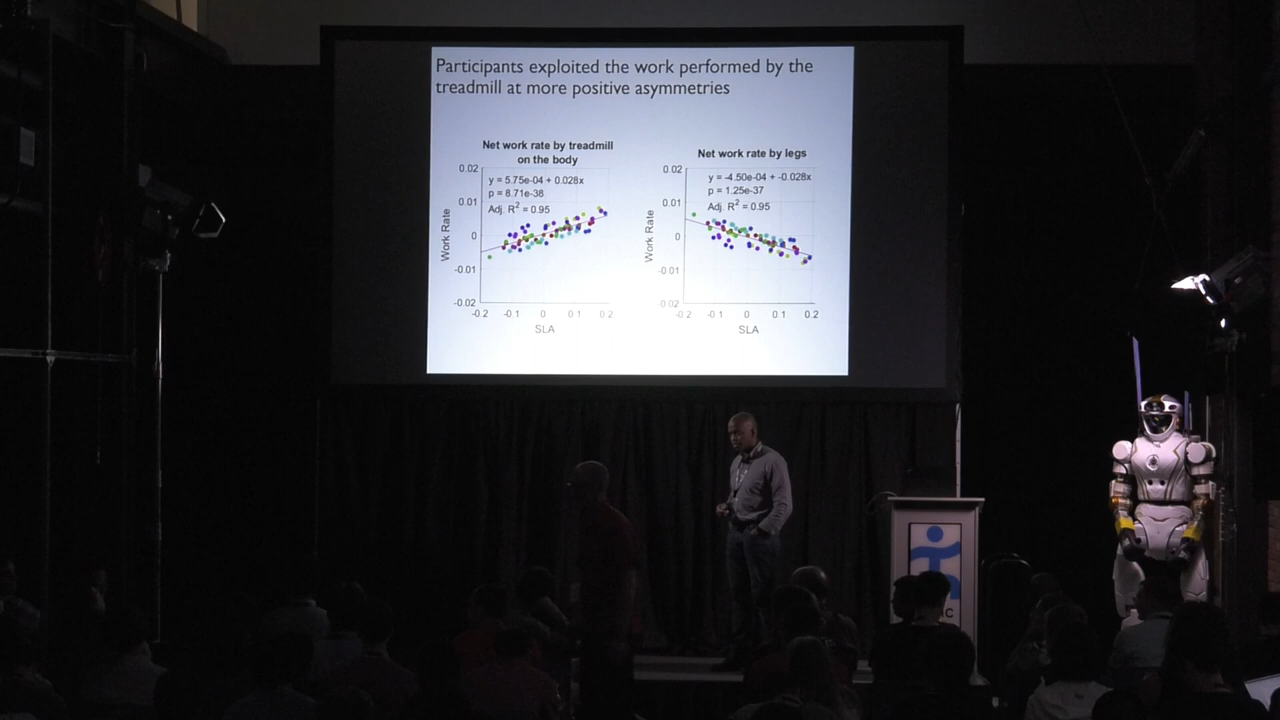 Participants exploited the work performed by the
treadmill at more positive asymmetries
Net work rate by treadmill
on the body
y = 5.75e-04 + 0.028x
p = 8.71e-38
Adj. R² = 0.95
0.02
0.01
0
-0.01
-0.02
Work Rate
-0.2 -0.1 0 0.1 0.2
SLA
Net work rate by legs
y = -4.50e-04 + -0.028x
p = 1.25e-37
Adj. R² = 0.95
0.02
0.01
0
-0.01
-0.02
Work Rate
-0.2 -0.1 0 0.1 0.2
SLA